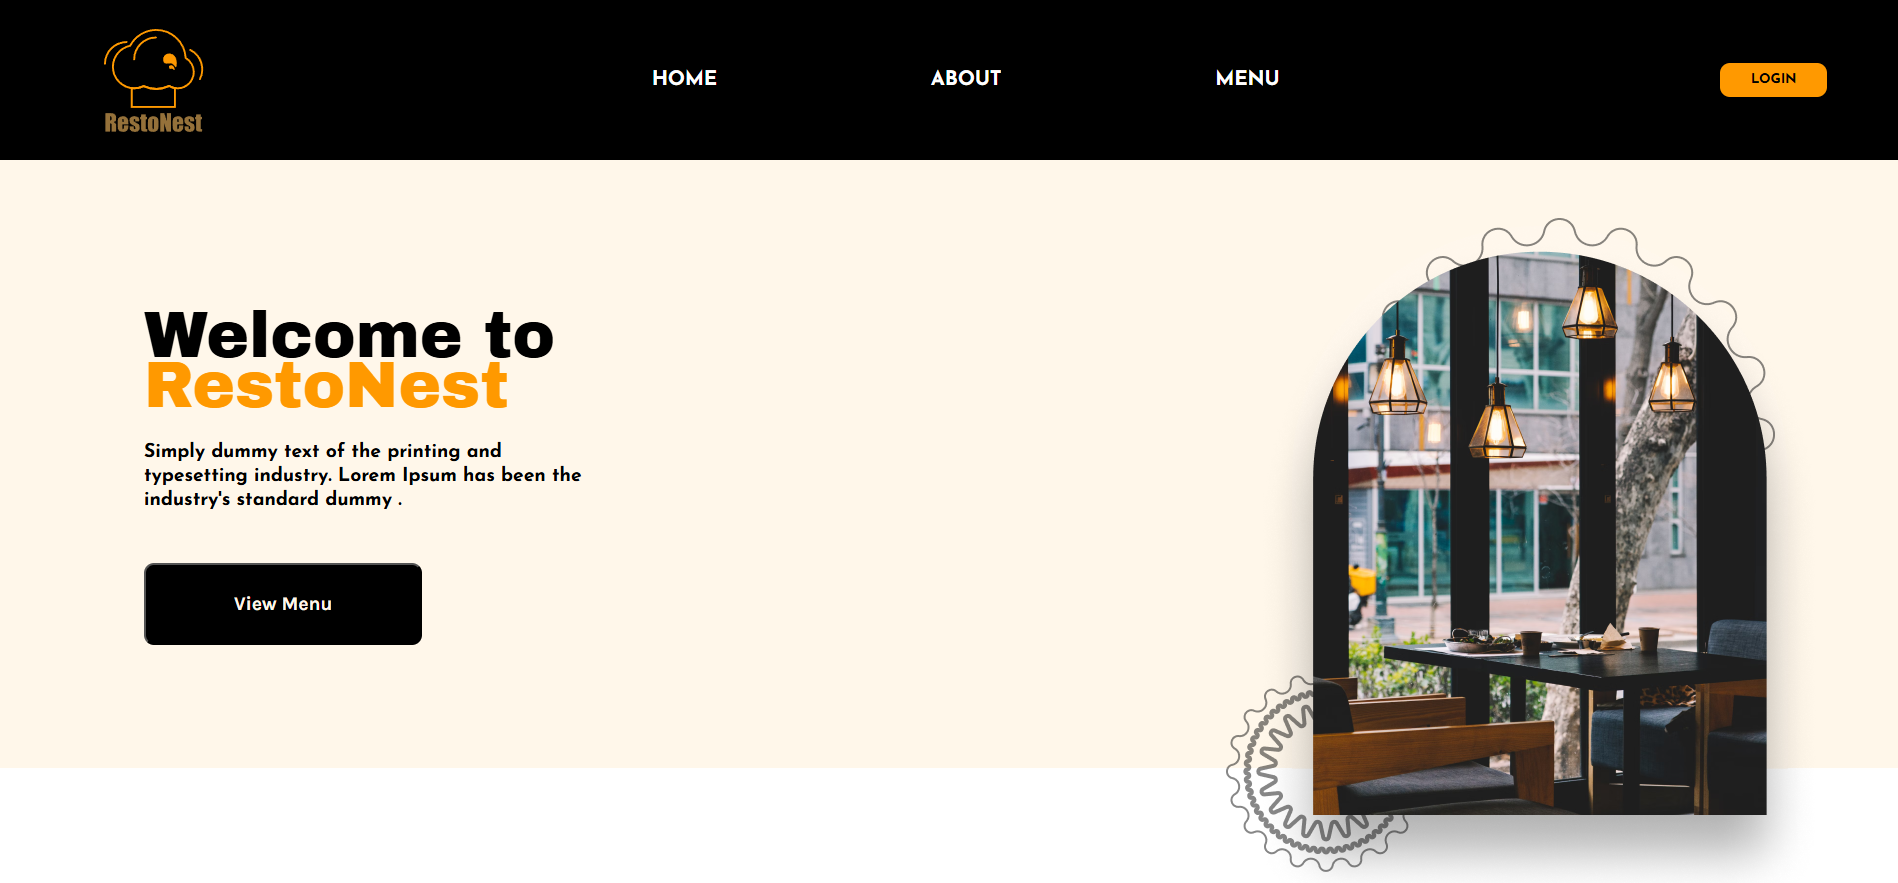 RestoNest
HOME
ABOUT
MENU
LOGIN
Welcome to
RestoNest
Simply dummy text of the printing and
typesetting industry. Lorem Ipsum has been the
industry's standard dummy .
View Menu